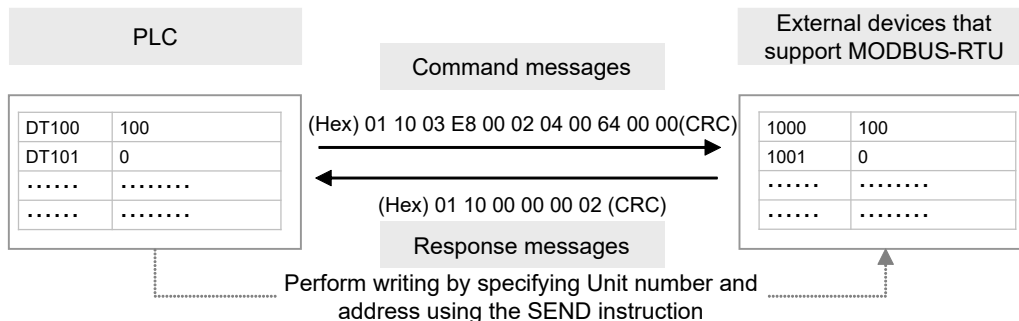 PLC
External devices that
support MODBUS-RTU
Command messages
(Hex) 01 10 03 E8 00 02 04 00 64 00 00(CRC)
DT100 100
DT101 0
...... ........
...... ........
1000 100
1001 0
...... ........
...... ........
(Hex) 01 10 00 00 00 02 (CRC)
Response messages
Perform writing by specifying Unit number and
address using the SEND instruction